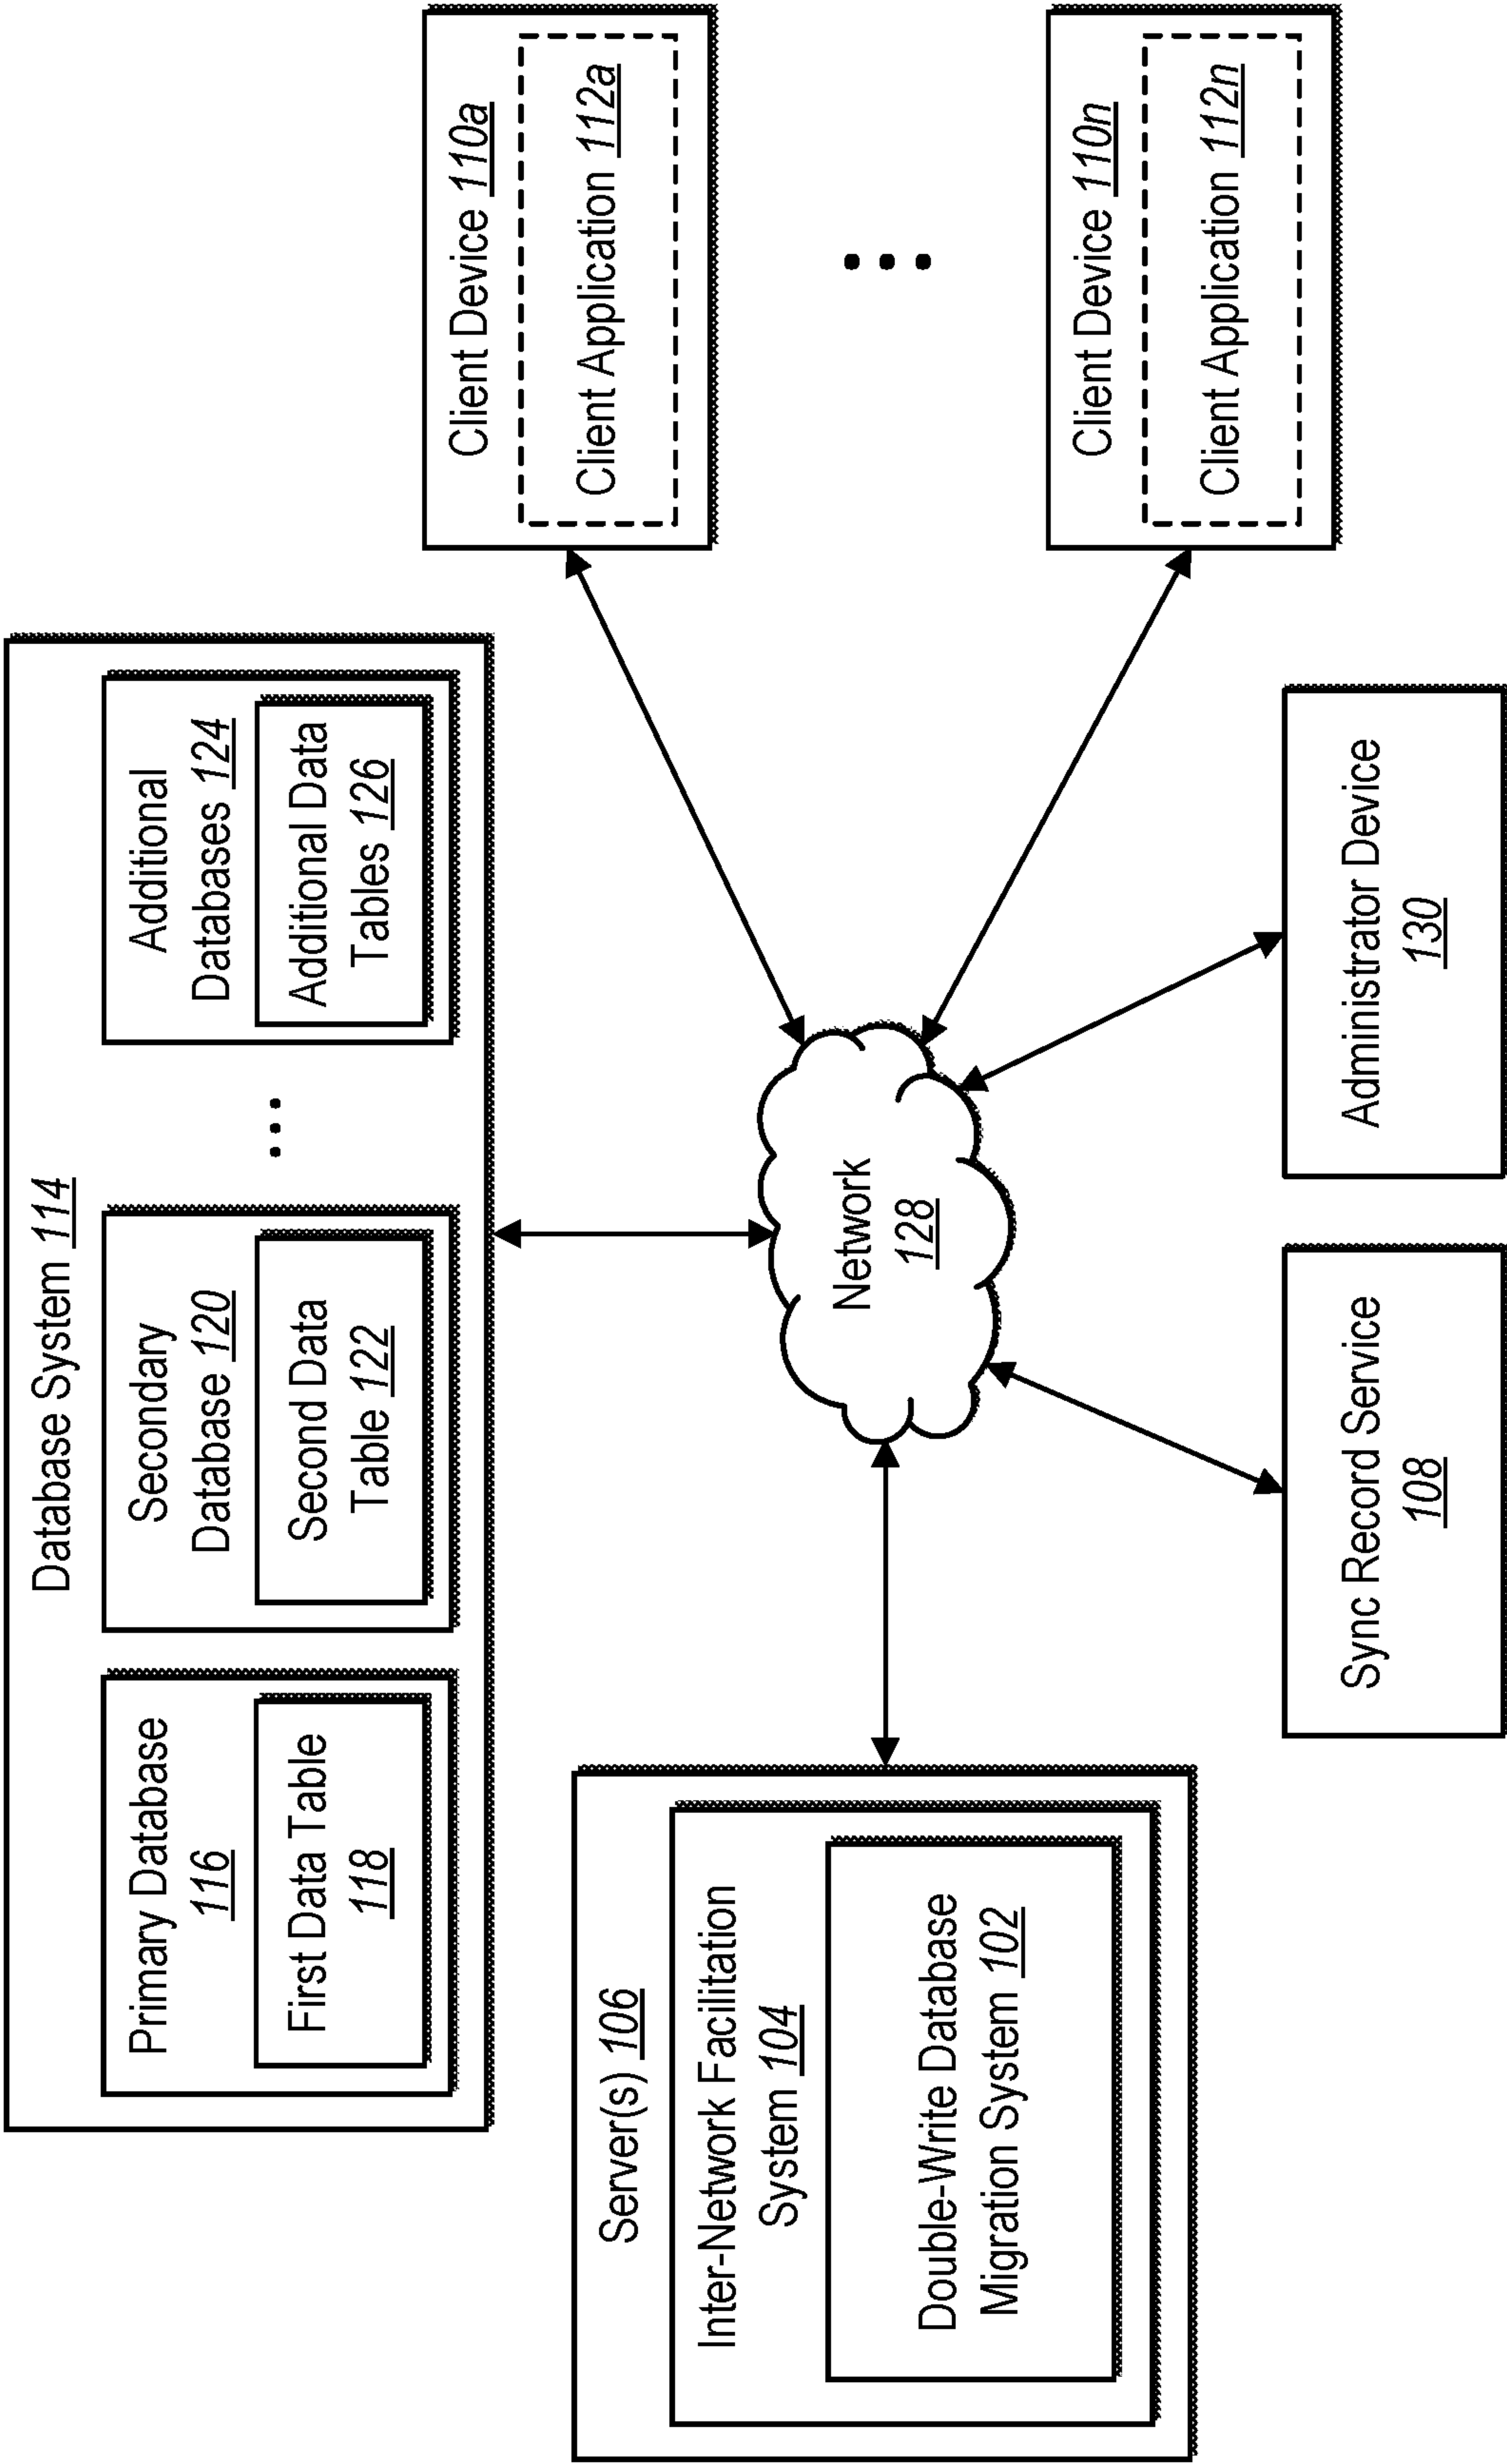 Database System 114
Primary Database
116
First Data Table
118
Secondary
Database 120
Second Data
Table 122
...
Additional
Databases 124
Additional Data
Tables 126
Server(s) 106
Inter-Network Facilitation
System 104
Double-Write Database
Migration System 102
Network
128
Client Device 110a
Client Application 112a
...
Client Device 110n
Client Application 112n
Sync Record Service
108
Administrator Device
130